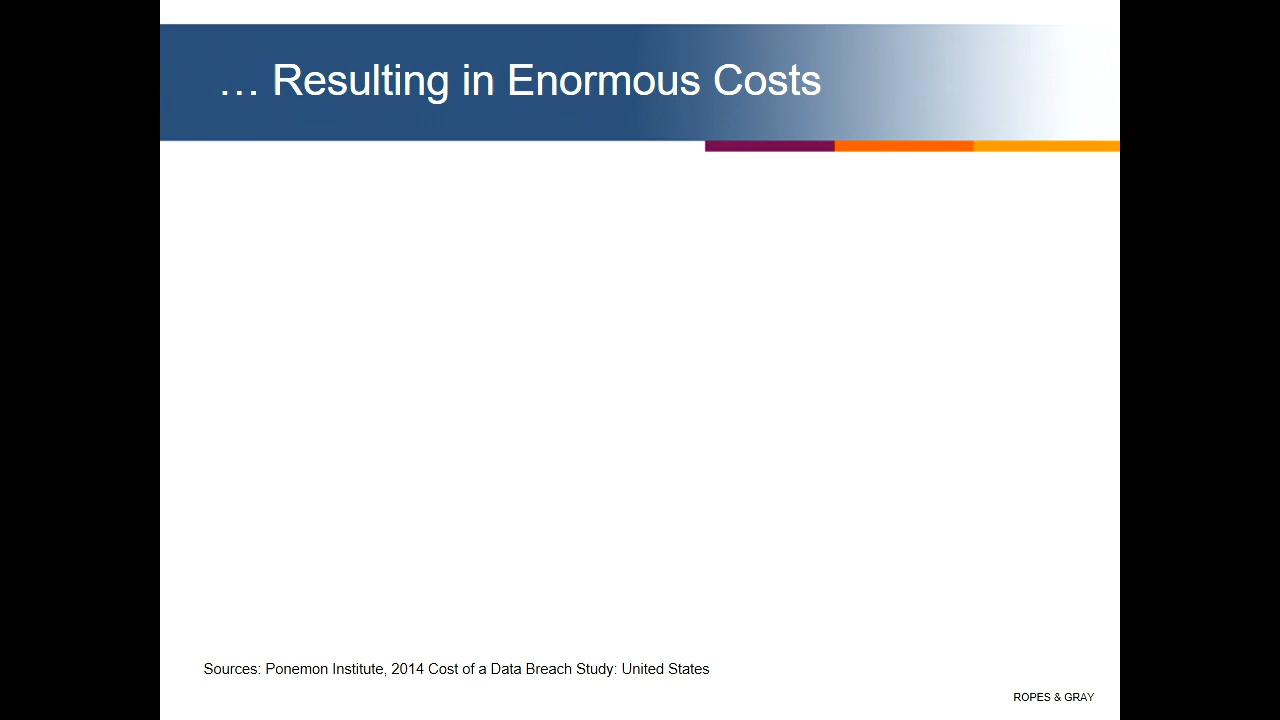 … Resulting in Enormous Costs
Sources: Ponemon Institute, 2014 Cost of a Data Breach Study: United States
ROPES & GRAY